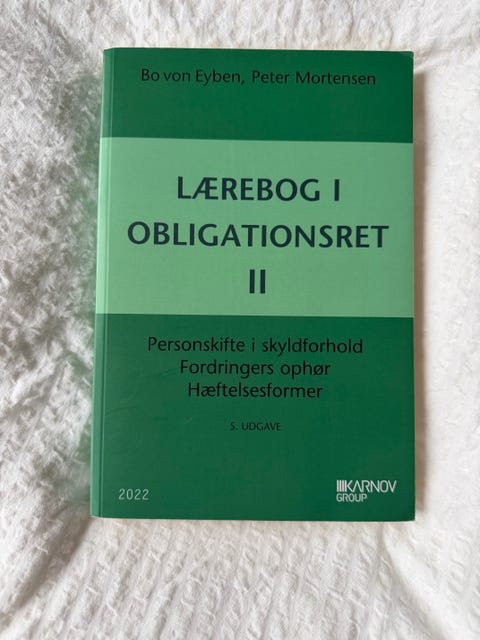 Bo von Eyben, Peter Mortensen
LÆREBOG I
OBLIGATIONSRET
II
Personskifte i skyldforhold
Fordringers ophør
Hæftelsesformer
5. UDGAVE
2022
KARNOV
GROUP